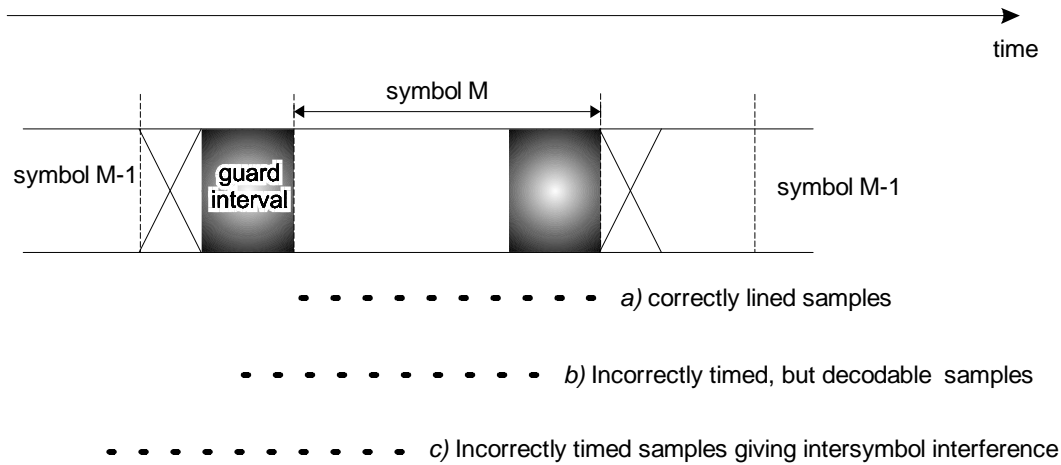 time
symbol M
symbol M-1
guard
interval
symbol M-1
a) correctly lined samples
b) Incorrectly timed, but decodable samples
c) Incorrectly timed samples giving intersymbol interference